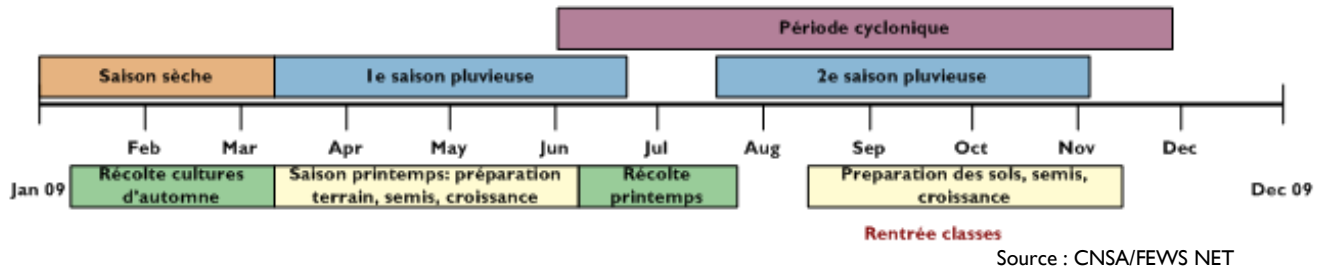 Période cyclonique
Saison sèche
1e saison pluvieuse
2e saison pluvieuse
Feb
Mar
Apr
May
Jun
Jul
Aug
Sep
Oct
Nov
Dec
Jan 09
Récolte cultures
d'automne
Saison printemps: préparation
terrain, semis, croissance
Récolte
printemps
Preparation des sols, semis,
croissance
Dec 09
Rentrée classes
Source : CNSA/FEWS NET